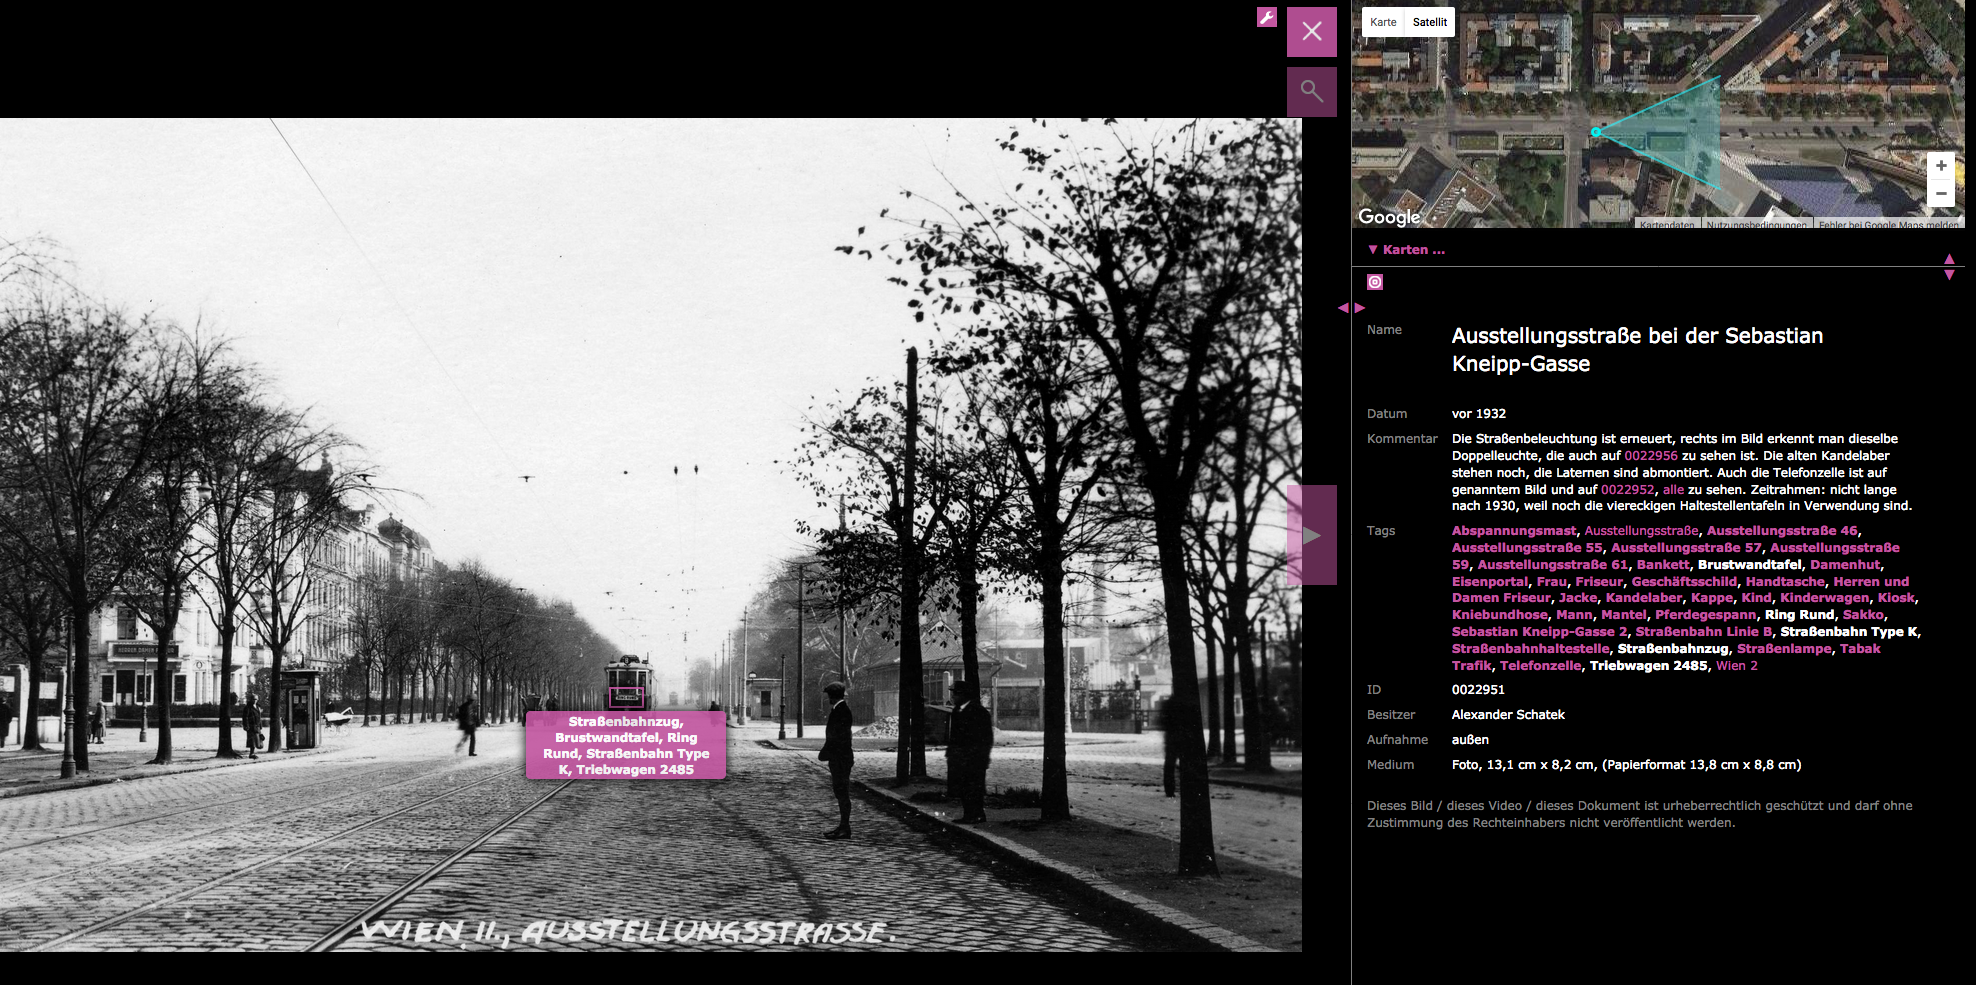 WIEN II., AUSSTELLUNGSSTRASSE.
Straßenbahnzug,
Brustwandtafel, Ring
Rund, Straßenbahn Type
K, Triebwagen 2485
Karte Satellit
+
−
Google
Kartendaten Nutzungsbedingungen Fehler bei Google Maps melden
▼ Karten ...
Name Ausstellungsstraße bei der Sebastian
Kneipp-Gasse
Datum vor 1932
Kommentar Die Straßenbeleuchtung ist erneuert, rechts im Bild erkennt man dieselbe
Doppelleuchte, die auch auf 0022956 zu sehen ist. Die alten Kandelaber
stehen noch, die Laternen sind abmontiert. Auch die Telefonzelle ist auf
genanntem Bild und auf 0022952, alle zu sehen. Zeitrahmen: nicht lange
nach 1930, weil noch die viereckigen Haltestellentafeln in Verwendung sind.
Tags Abspannungsmast, Ausstellungsstraße, Ausstellungsstraße 46,
Ausstellungsstraße 55, Ausstellungsstraße 57, Ausstellungsstraße
59, Ausstellungsstraße 61, Bankett, Brustwandtafel, Damenhut,
Eisenportal, Frau, Friseur, Geschäftsschild, Handtasche, Herren und
Damen Friseur, Jacke, Kandelaber, Kappe, Kind, Kinderwagen, Kiosk,
Kniebundhose, Mann, Mantel, Pferdegespann, Ring Rund, Sakko,
Sebastian Kneipp-Gasse 2, Straßenbahn Linie B, Straßenbahn Type K,
Straßenbahnhaltestelle, Straßenbahnzug, Straßenlampe, Tabak
Trafik, Telefonzelle, Triebwagen 2485, Wien 2
ID 0022951
Besitzer Alexander Schatek
Aufnahme außen
Medium Foto, 13,1 cm x 8,2 cm, (Papierformat 13,8 cm x 8,8 cm)
Dieses Bild / dieses Video / dieses Dokument ist urheberrechtlich geschützt und darf ohne
Zustimmung des Rechteinhabers nicht veröffentlicht werden.